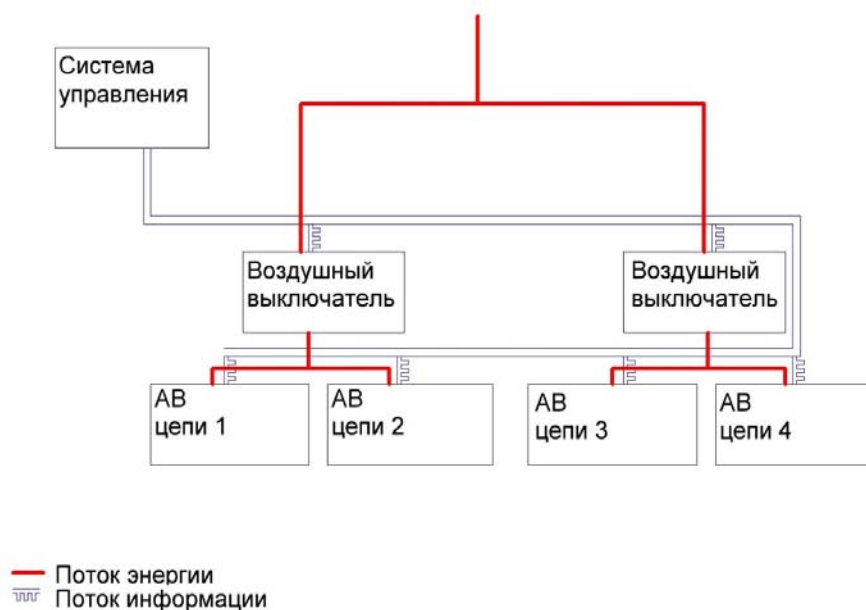 Система
управления
Воздушный
выключатель
Воздушный
выключатель
АВ
цепи 1
АВ
цепи 2
АВ
цепи 3
АВ
цепи 4
Поток энергии
Поток информации